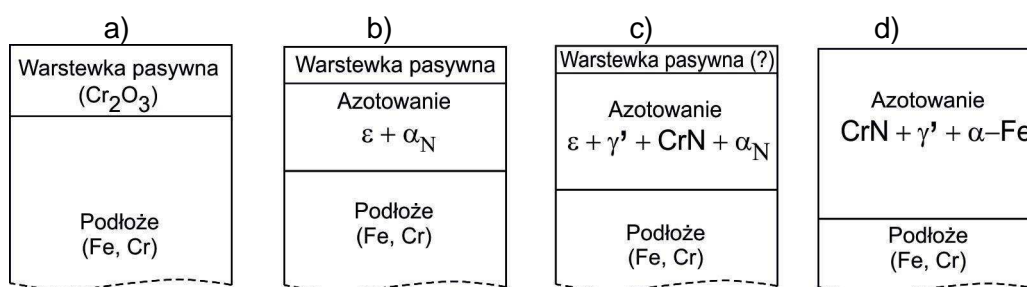 a)
Warstewka pasywna
(Cr2O3)
Podłoże
(Fe, Cr)
b)
Warstewka pasywna
Azotowanie
ε + αN
Podłoże
(Fe, Cr)
c)
Warstewka pasywna (?)
Azotowanie
ε + γ’ + CrN + αN
Podłoże
(Fe, Cr)
d)
Azotowanie
CrN + γ’ + α–Fe
Podłoże
(Fe, Cr)